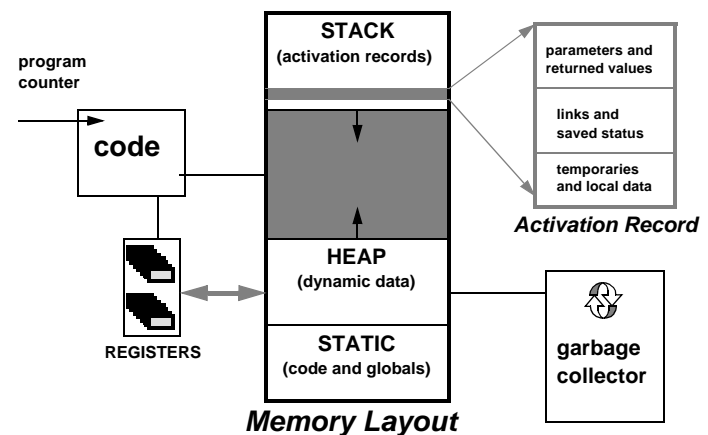 STACK
(activation records)
program
counter
code
parameters and
returned values
links and
saved status
temporaries
and local data
Activation Record
HEAP
(dynamic data)
REGISTERS
STATIC
(code and globals)
garbage
collector
Memory Layout